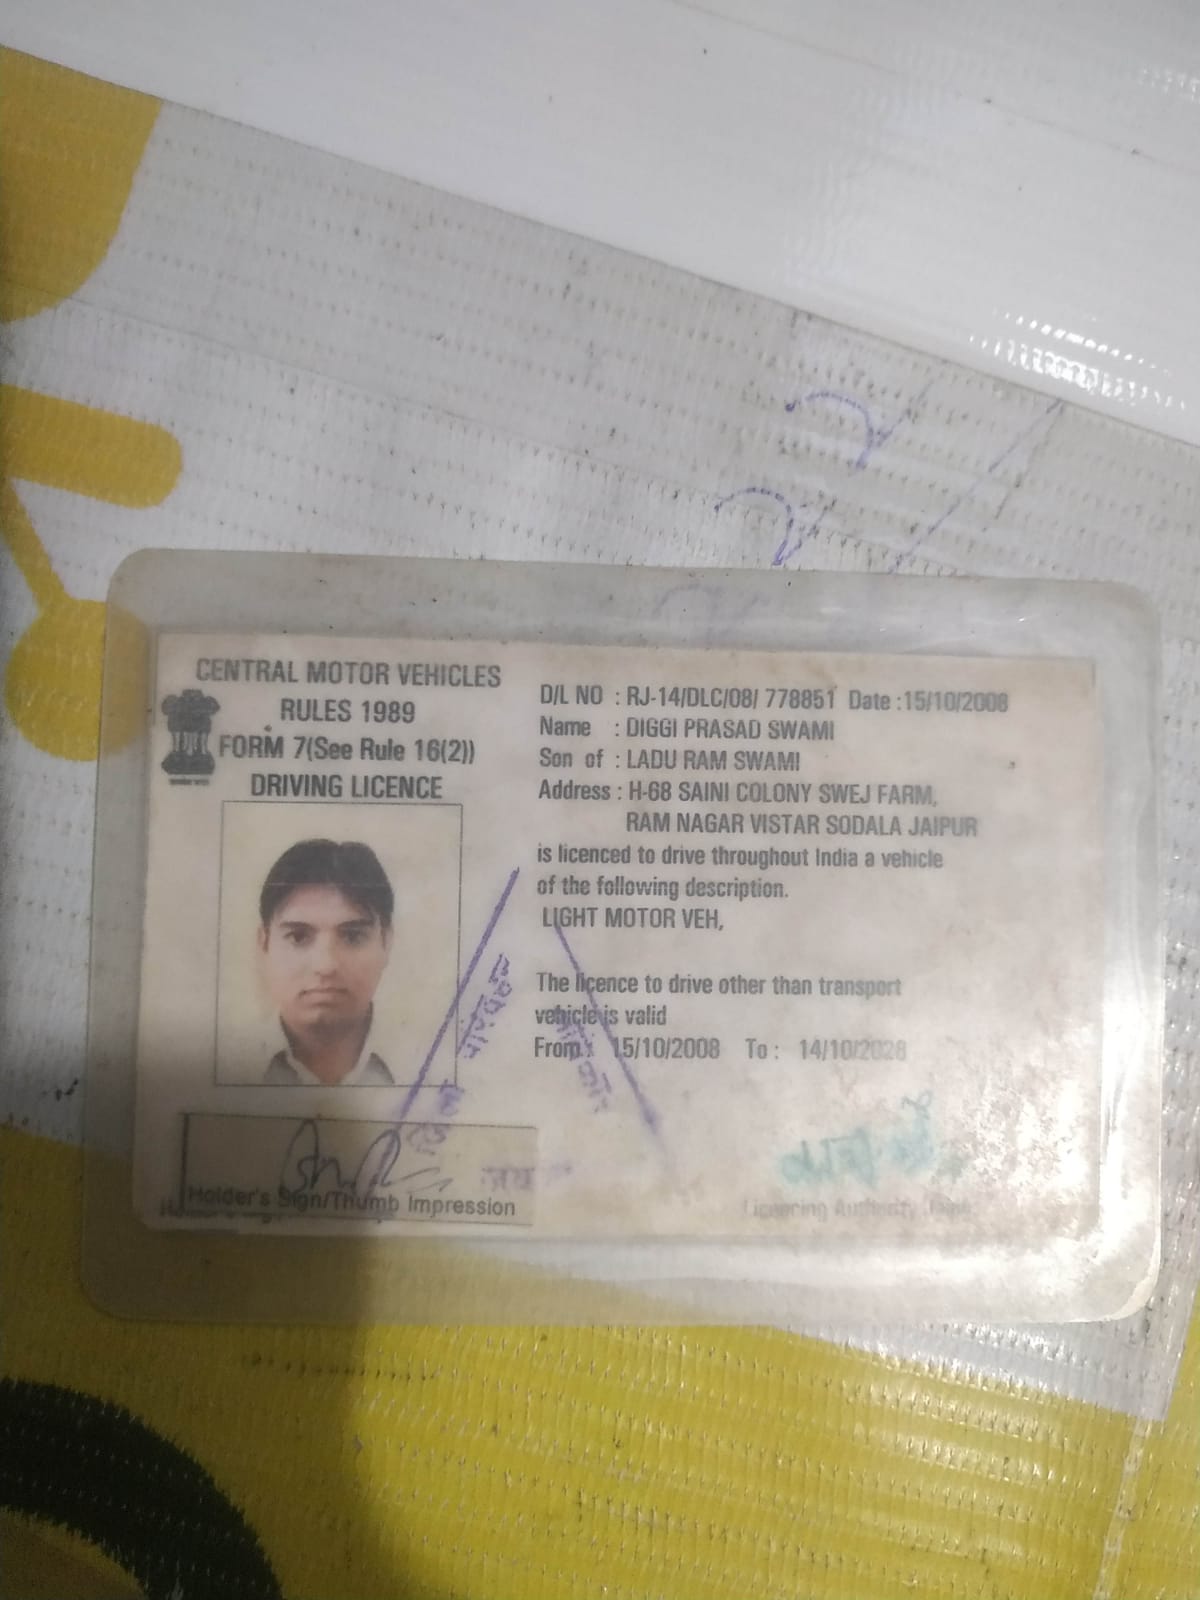 CENTRAL MOTOR VEHICLES
RULES 1989
FORM 7(See Rule 16(2))
DRIVING LICENCE
D/L NO : RJ-14/DLC/08/ 778851 Date :15/10/2008
Name : DIGGI PRASAD SWAMI
Son of : LADU RAM SWAMI
Address : H-68 SAINI COLONY SWEJ FARM,
RAM NAGAR VISTAR SODALA JAIPUR
is licenced to drive throughout India a vehicle
of the following description.
LIGHT MOTOR VEH,
The licence to drive other than transport
vehicle is valid
From : 15/10/2008 To : 14/10/2028
Holder's Sign/Thumb Impression
Licencing Authority